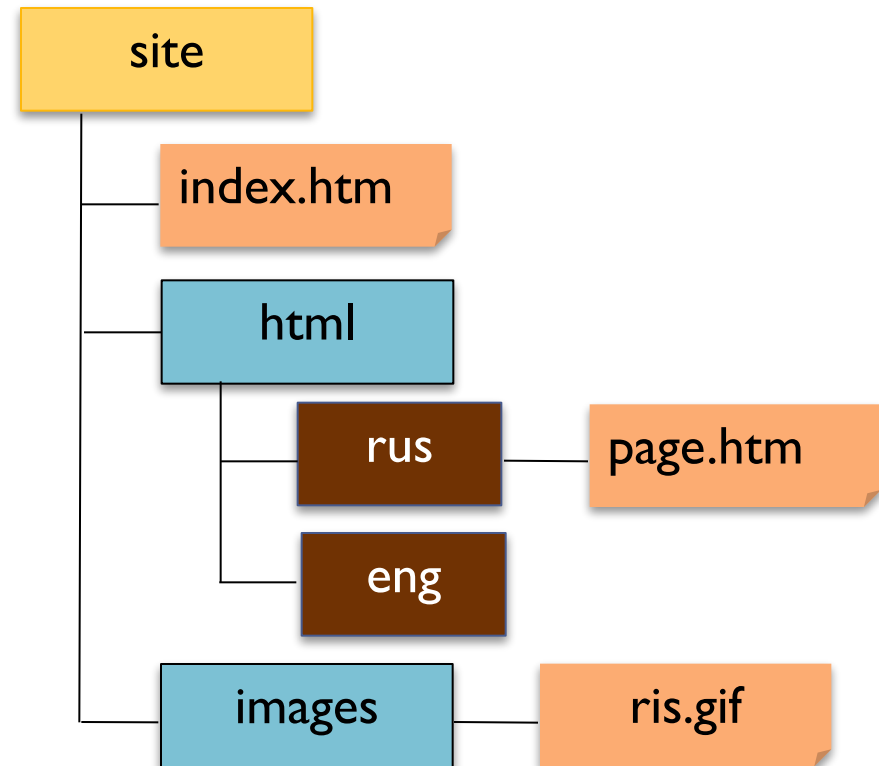 site
index.htm
html
rus
page.htm
eng
images
ris.gif